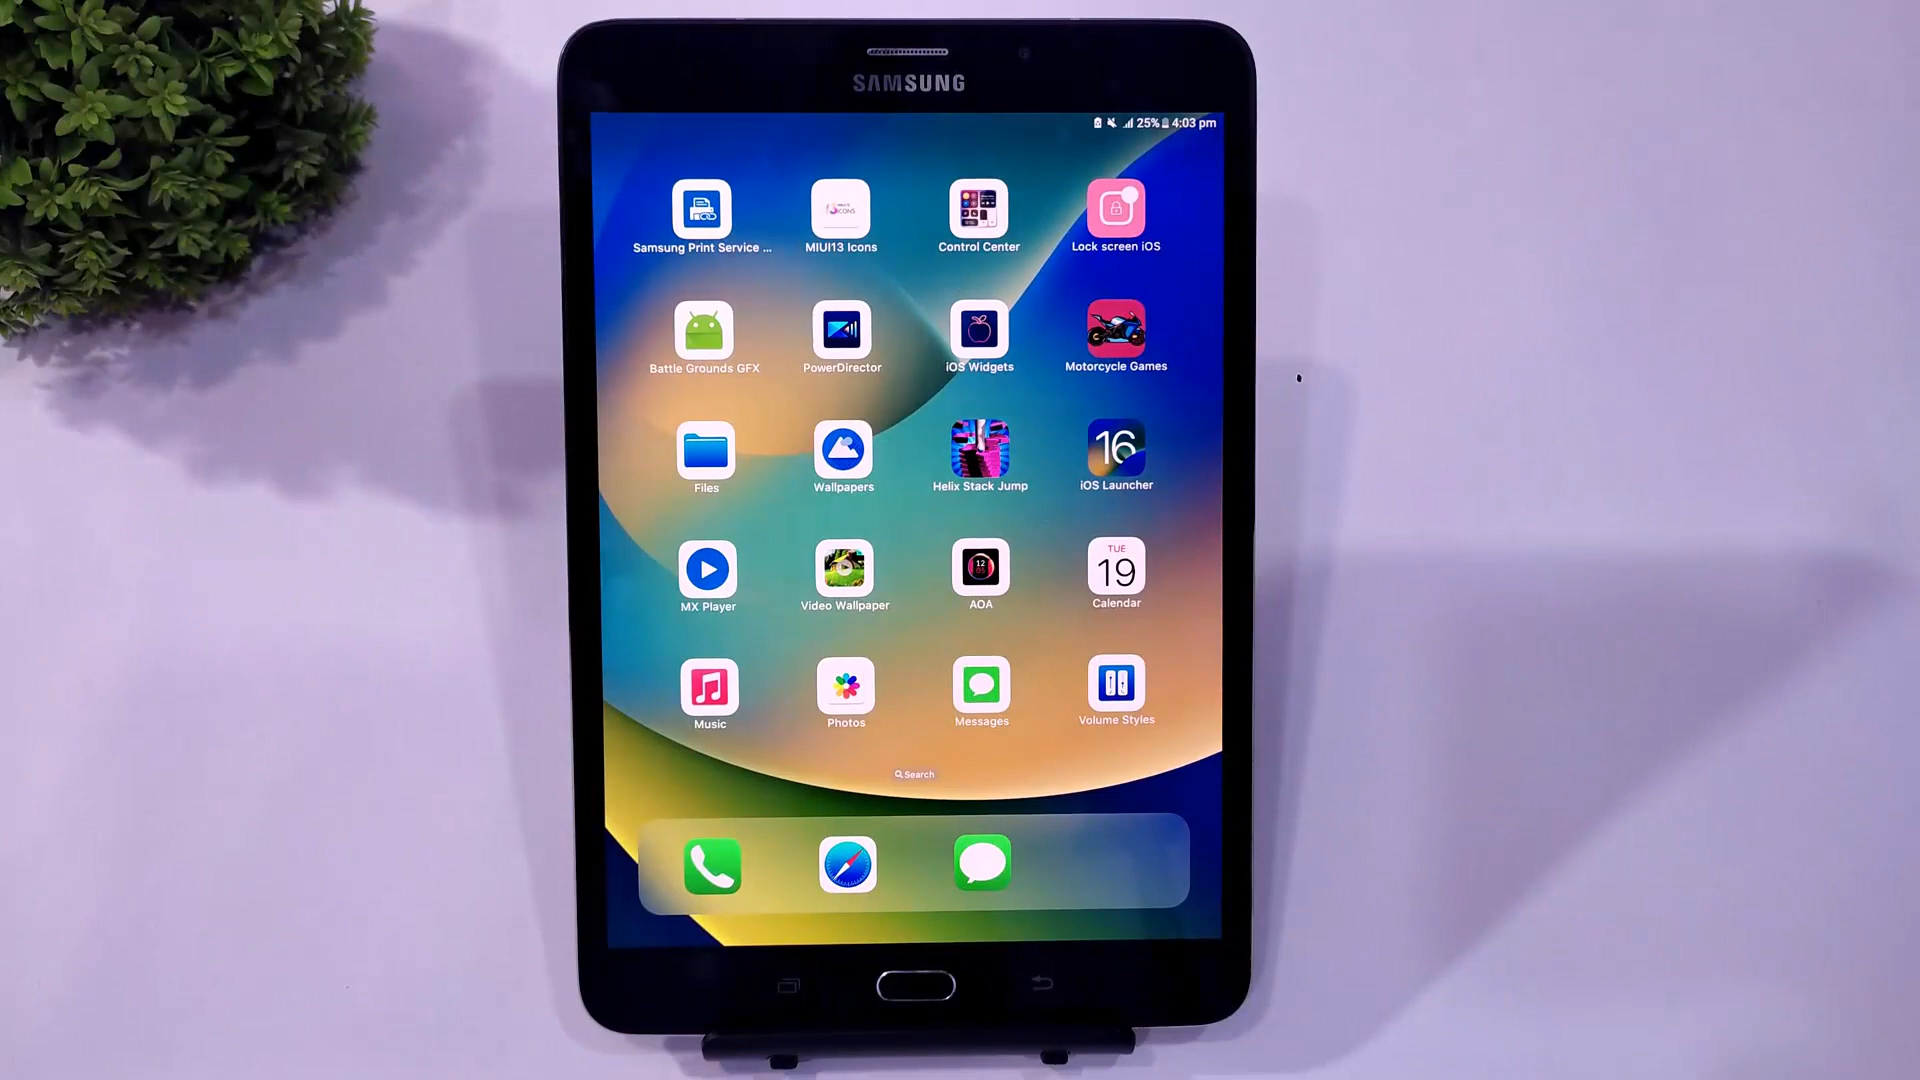 SAMSUNG
25% 4:03 pm
Samsung Print Service ...
MIUI13 Icons
Control Center
Lock screen iOS
Battle Grounds GFX
PowerDirector
iOS Widgets
Motorcycle Games
16
Files
Wallpapers
Helix Stack Jump
iOS Launcher
TUE
19
12
MX Player
Video Wallpaper
AOA
Calendar
Music
Photos
Messages
Volume Styles
Search